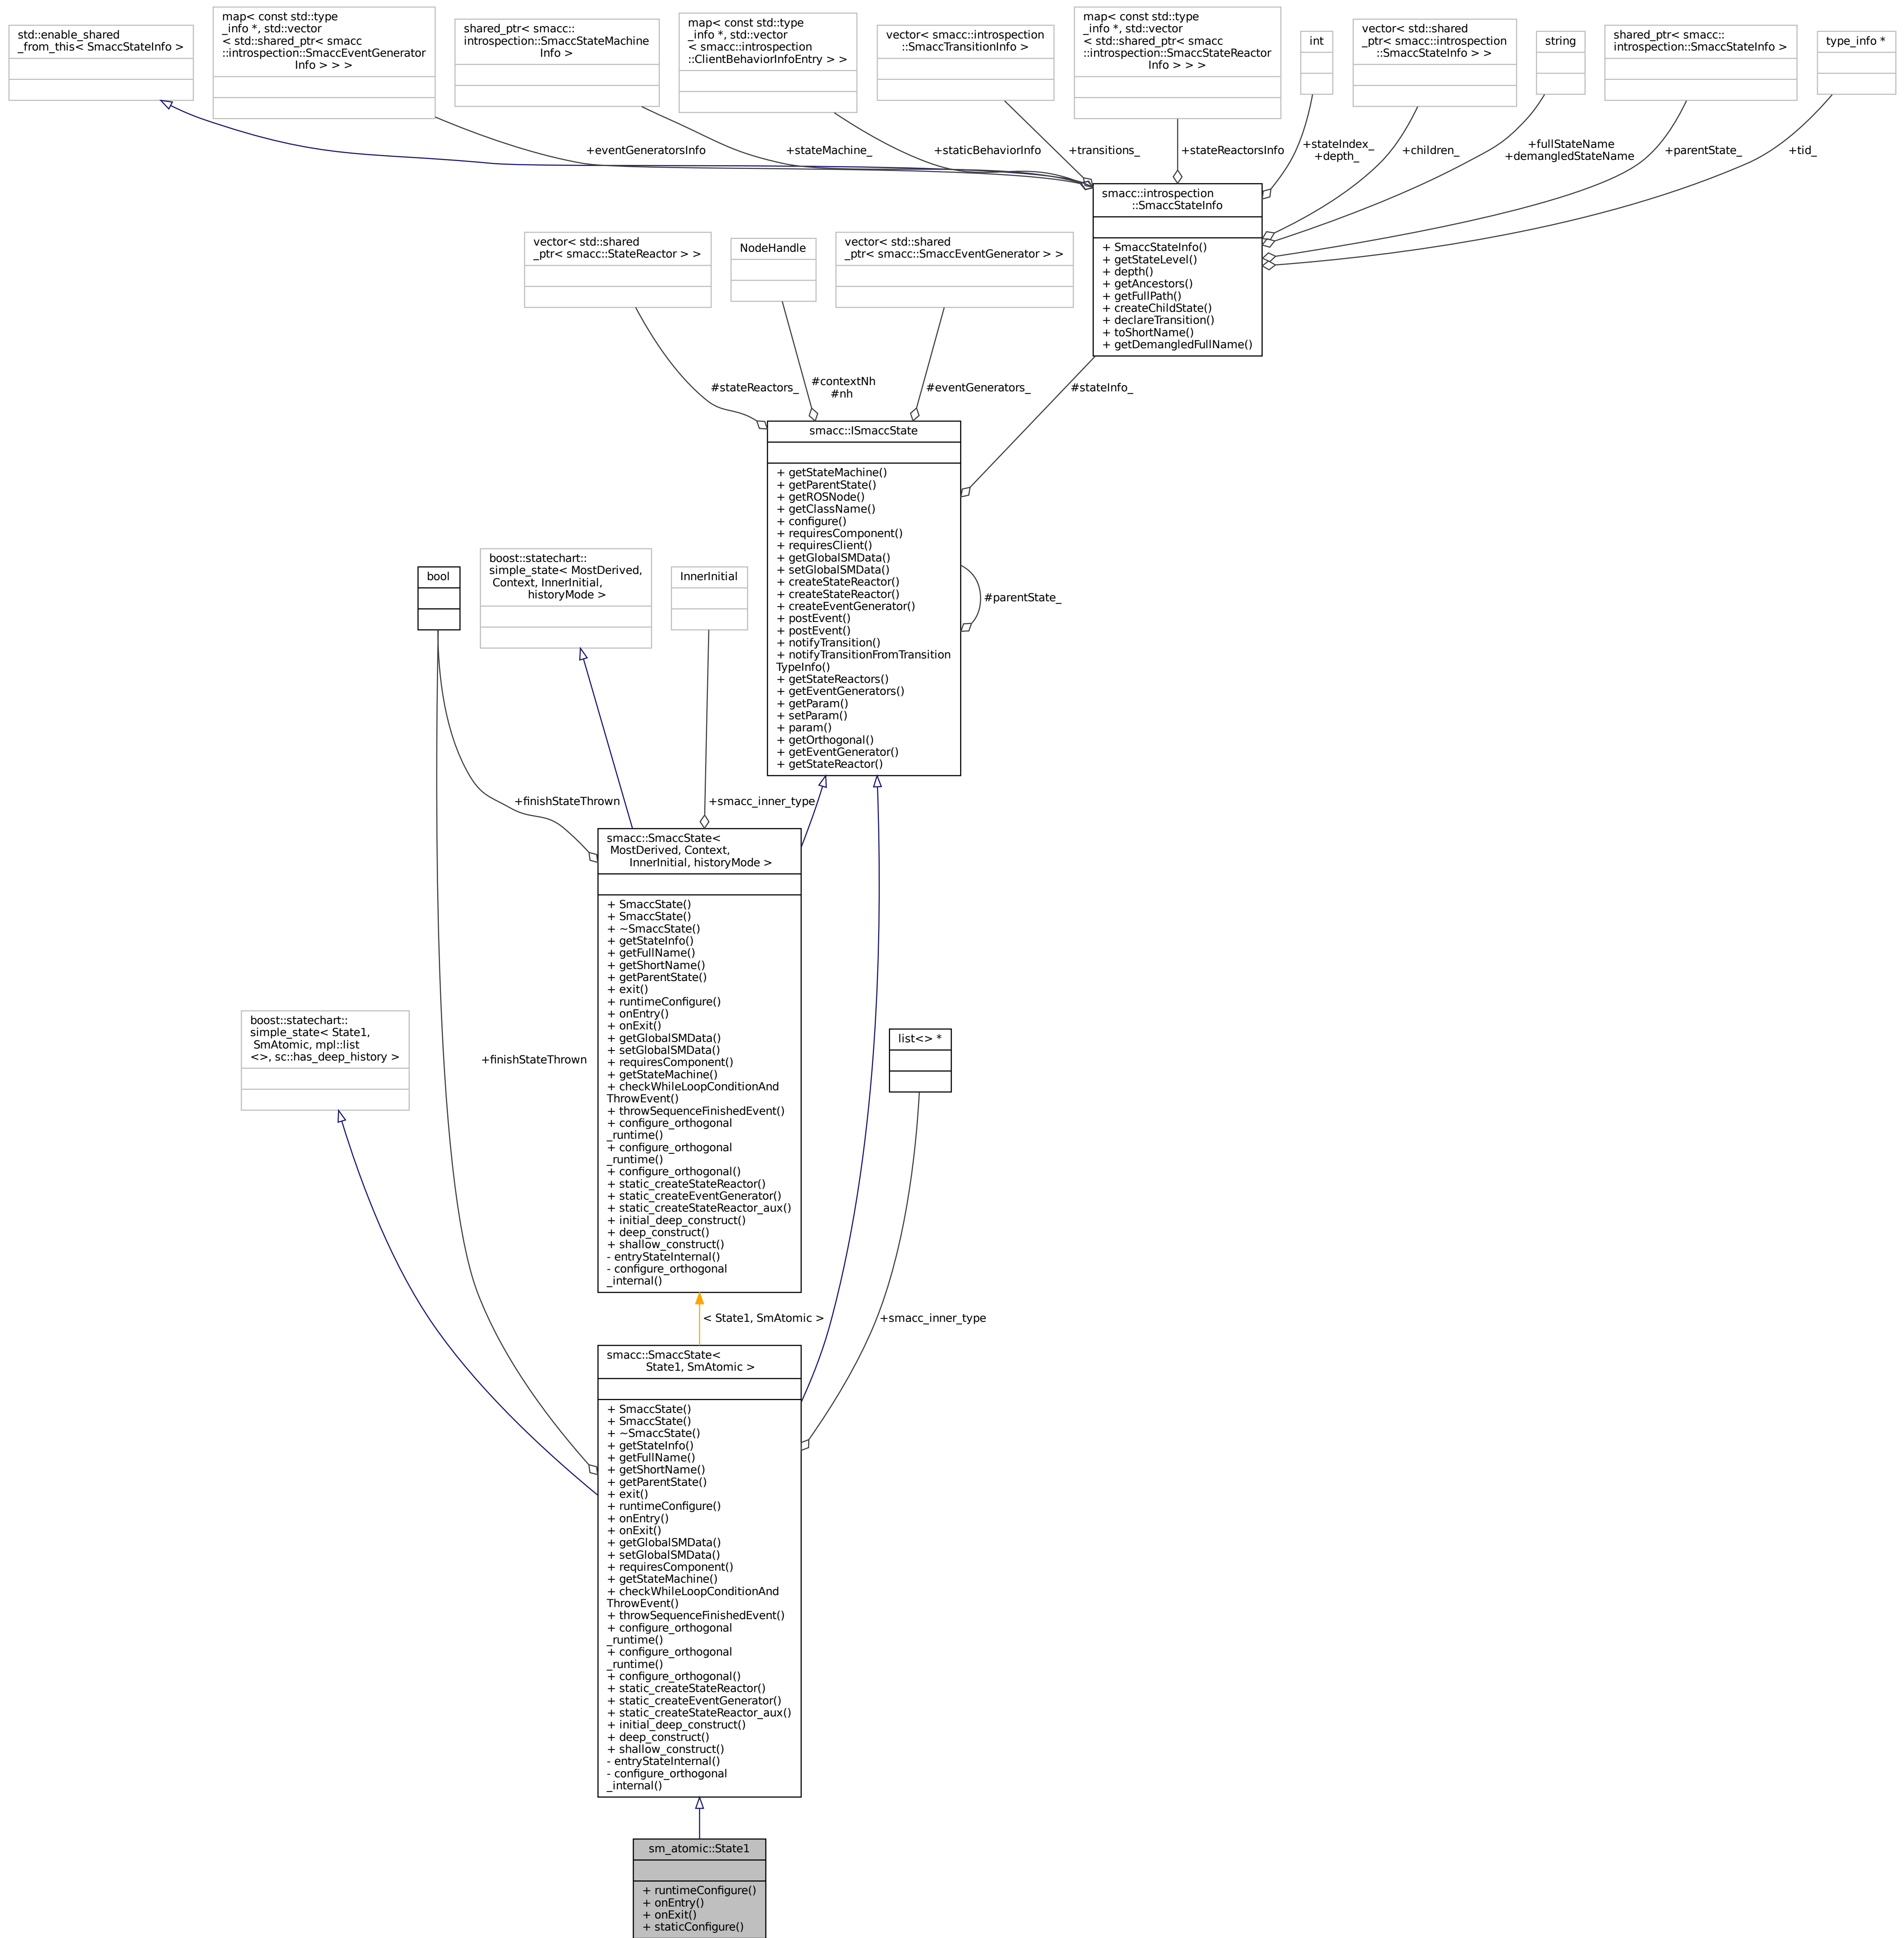 std::enable_shared
_from_this< SmaccStateInfo >
map< const std::type
_info *, std::vector
< std::shared_ptr< smacc
::introspection::SmaccEventGenerator
Info > > >
shared_ptr< smacc::
introspection::SmaccStateMachine
Info >
map< const std::type
_info *, std::vector
< smacc::introspection
::ClientBehaviorInfoEntry > >
vector< smacc::introspection
::SmaccTransitionInfo >
map< const std::type
_info *, std::vector
< std::shared_ptr< smacc
::introspection::SmaccStateReactor
Info > > >
int
vector< std::shared
_ptr< smacc::introspection
::SmaccStateInfo > >
string
shared_ptr< smacc::
introspection::SmaccStateInfo >
type_info *
+eventGeneratorsInfo
+stateMachine_
+staticBehaviorInfo
+transitions_
+stateReactorsInfo
+stateIndex_
+depth_
+children_
+fullStateName
+demangledStateName
+parentState_
+tid_
smacc::introspection
::SmaccStateInfo
+ SmaccStateInfo()
+ getStateLevel()
+ depth()
+ getAncestors()
+ getFullPath()
+ createChildState()
+ declareTransition()
+ toShortName()
+ getDemangledFullName()
vector< std::shared
_ptr< smacc::StateReactor > >
NodeHandle
vector< std::shared
_ptr< smacc::SmaccEventGenerator > >
#stateReactors_
#contextNh
#nh
#eventGenerators_
#stateInfo_
smacc::ISmaccState
+ getStateMachine()
+ getParentState()
+ getROSNode()
+ getClassName()
+ configure()
+ requiresComponent()
+ requiresClient()
+ getGlobalSMData()
+ setGlobalSMData()
+ createStateReactor()
+ createStateReactor()
+ createEventGenerator()
+ postEvent()
+ postEvent()
+ notifyTransition()
+ notifyTransitionFromTransition
TypeInfo()
+ getStateReactors()
+ getEventGenerators()
+ getParam()
+ setParam()
+ param()
+ getOrthogonal()
+ getEventGenerator()
+ getStateReactor()
#parentState_
bool
boost::statechart::
simple_state< MostDerived,
Context, InnerInitial,
historyMode >
InnerInitial
+finishStateThrown
+smacc_inner_type
smacc::SmaccState<
MostDerived, Context,
InnerInitial, historyMode >
+ SmaccState()
+ SmaccState()
+ ~SmaccState()
+ getStateInfo()
+ getFullName()
+ getShortName()
+ getParentState()
+ exit()
+ runtimeConfigure()
+ onEntry()
+ onExit()
+ getGlobalSMData()
+ setGlobalSMData()
+ requiresComponent()
+ getStateMachine()
+ checkWhileLoopConditionAnd
ThrowEvent()
+ throwSequenceFinishedEvent()
+ configure_orthogonal
_runtime()
+ configure_orthogonal
_runtime()
+ configure_orthogonal()
+ static_createStateReactor()
+ static_createEventGenerator()
+ static_createStateReactor_aux()
+ initial_deep_construct()
+ deep_construct()
+ shallow_construct()
- entryStateInternal()
- configure_orthogonal
_internal()
boost::statechart::
simple_state< State1,
SmAtomic, mpl::list
<>, sc::has_deep_history >
+finishStateThrown
list<> *
< State1, SmAtomic >
+smacc_inner_type
smacc::SmaccState<
State1, SmAtomic >
+ SmaccState()
+ SmaccState()
+ ~SmaccState()
+ getStateInfo()
+ getFullName()
+ getShortName()
+ getParentState()
+ exit()
+ runtimeConfigure()
+ onEntry()
+ onExit()
+ getGlobalSMData()
+ setGlobalSMData()
+ requiresComponent()
+ getStateMachine()
+ checkWhileLoopConditionAnd
ThrowEvent()
+ throwSequenceFinishedEvent()
+ configure_orthogonal
_runtime()
+ configure_orthogonal
_runtime()
+ configure_orthogonal()
+ static_createStateReactor()
+ static_createEventGenerator()
+ static_createStateReactor_aux()
+ initial_deep_construct()
+ deep_construct()
+ shallow_construct()
- entryStateInternal()
- configure_orthogonal
_internal()
sm_atomic::State1
+ runtimeConfigure()
+ onEntry()
+ onExit()
+ staticConfigure()